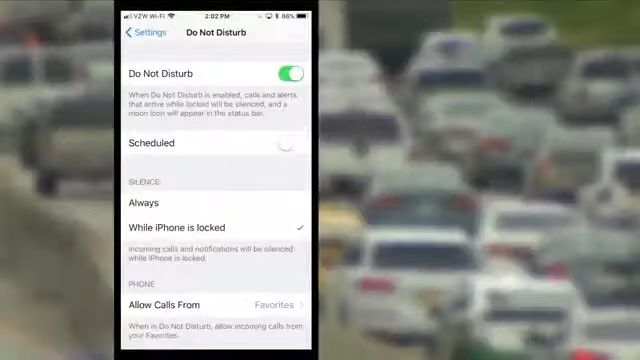 VZW Wi-Fi 2:02 PM 86%
Settings Do Not Disturb
Do Not Disturb
When Do Not Disturb is enabled, calls and alerts
that arrive while locked will be silenced, and a
moon icon will appear in the status bar.
Scheduled
SILENCE:
Always
While iPhone is locked
Incoming calls and notifications will be silenced
while iPhone is locked.
PHONE
Allow Calls From Favorites
When in Do Not Disturb, allow incoming calls from
your Favorites.